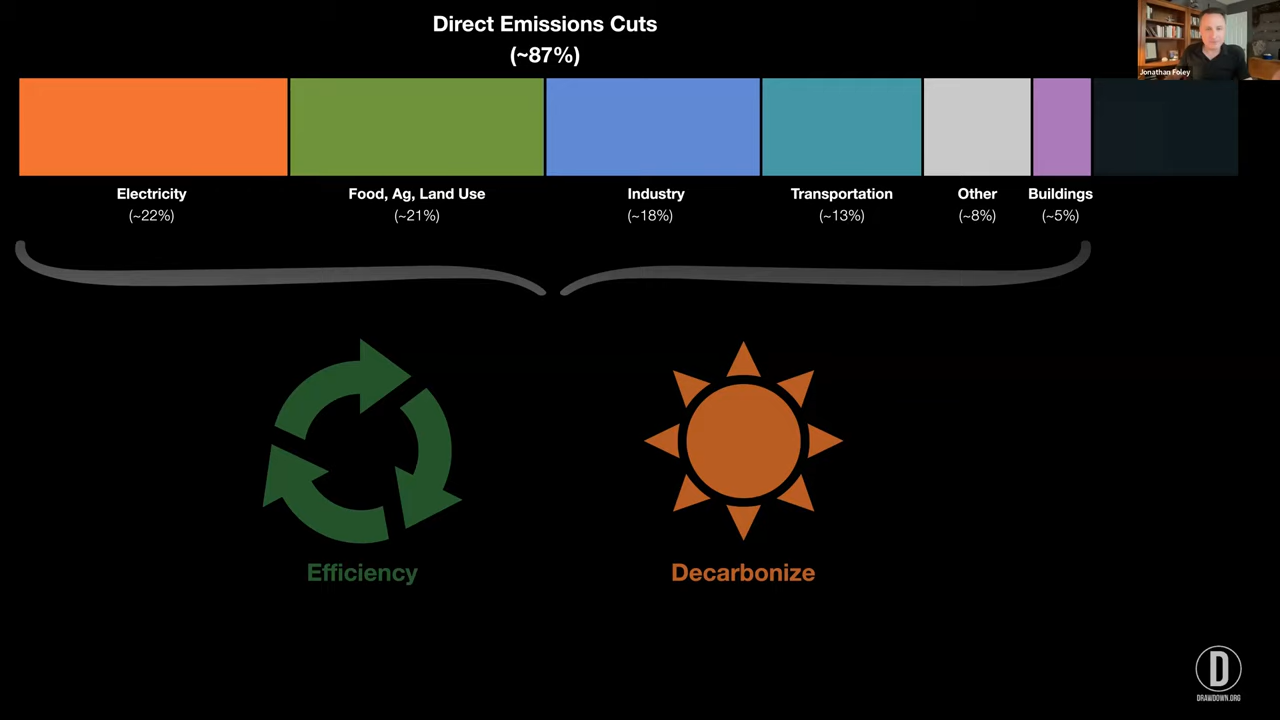 Direct Emissions Cuts
(~87%)
Jonathan Foley
Electricity
(~22%)
Food, Ag, Land Use
(~21%)
Industry
(~18%)
Transportation
(~13%)
Other
(~8%)
Buildings
(~5%)
Efficiency
Decarbonize
D
DRAWDOWN.ORG